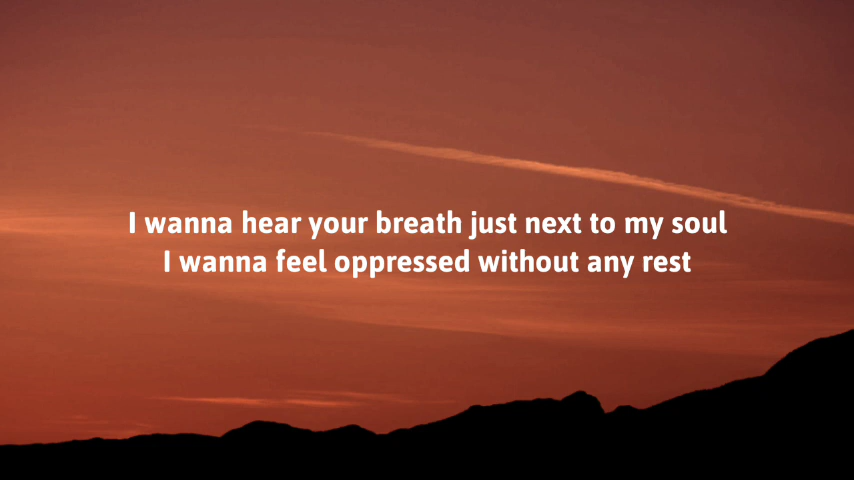 I wanna hear your breath just next to my soul
I wanna feel oppressed without any rest